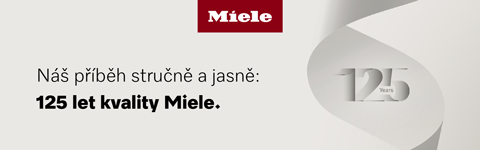 Miele
Náš příběh stručně a jasně:
125 let kvality Miele.
125
Years